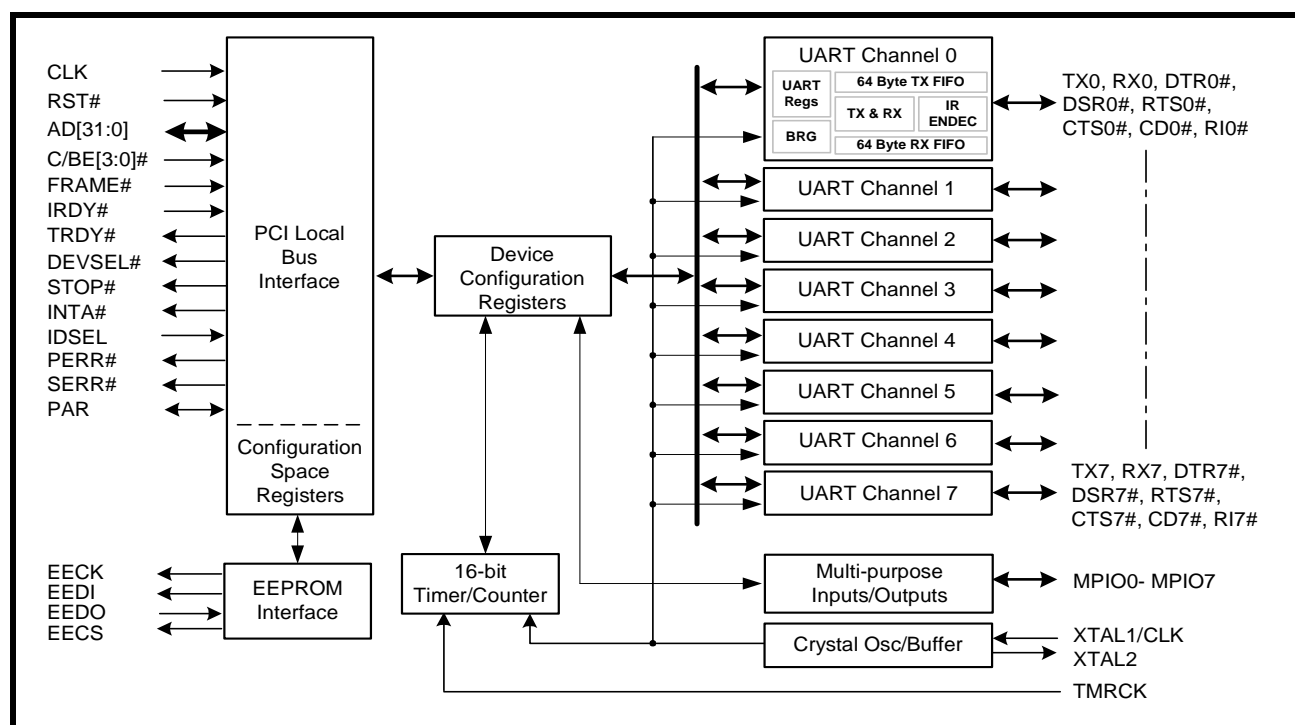 CLK
RST#
AD[31:0]
C/BE[3:0]#
FRAME#
IRDY#
TRDY#
DEVSEL#
STOP#
INTA#
IDSEL
PERR#
SERR#
PAR
EECK
EEDI
EEDO
EECS
PCI Local
Bus
Interface
Configuration
Space
Registers
EEPROM
Interface
Device
Configuration
Registers
16-bit
Timer/Counter
UART Channel 0
UART
Regs
BRG
64 Byte TX FIFO
TX & RX
IR
ENDEC
64 Byte RX FIFO
UART Channel 1
UART Channel 2
UART Channel 3
UART Channel 4
UART Channel 5
UART Channel 6
UART Channel 7
Multi-purpose
Inputs/Outputs
Crystal Osc/Buffer
TX0, RX0, DTR0#,
DSR0#, RTS0#,
CTS0#, CD0#, RI0#
TX7, RX7, DTR7#,
DSR7#, RTS7#,
CTS7#, CD7#, RI7#
MPIO0- MPIO7
XTAL1/CLK
XTAL2
TMRCK